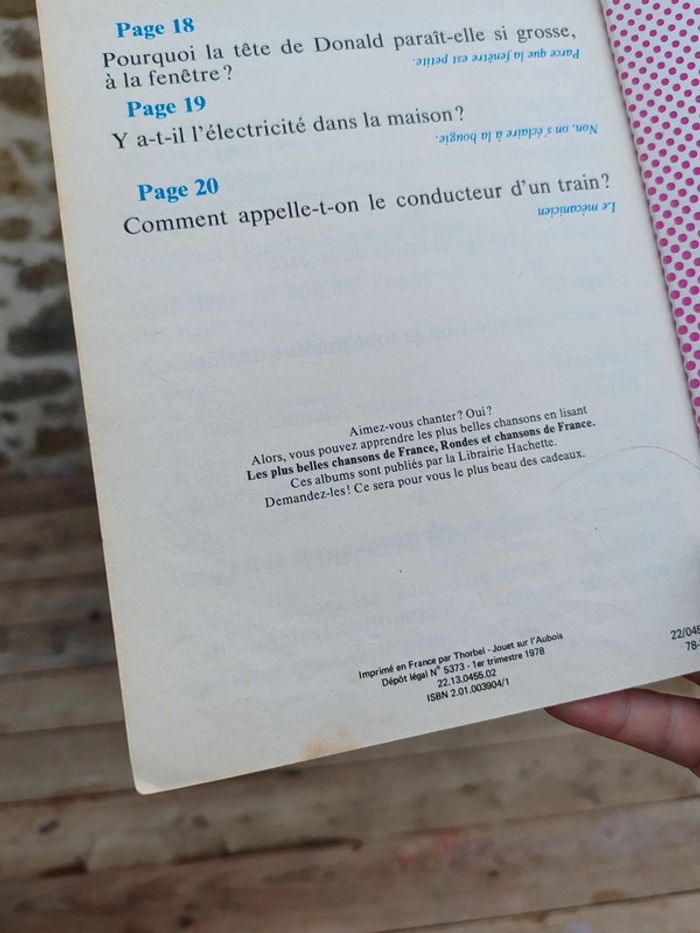 Page 18
Pourquoi la tête de Donald paraît-elle si grosse,
à la fenêtre?
Parce que la fenêtre est petite.
Page 19
Y a-t-il l'électricité dans la maison?
Non, on s'éclaire à la bougie.
Page 20
Comment appelle-t-on le conducteur d'un train?
Le mécanicien
Aimez-vous chanter? Oui?
Alors, vous pouvez apprendre les plus belles chansons en lisant
Les plus belles chansons de France, Rondes et chansons de France.
Ces albums sont publiés par la Librairie Hachette.
Demandez-les! Ce sera pour vous le plus beau des cadeaux.
Imprimé en France par Thorbel - Jouet sur l'Aubois
Dépôt légal N° 5373 - 1er trimestre 1978
22.13.0455.02
ISBN 2.01.003904/1
22/045
78-